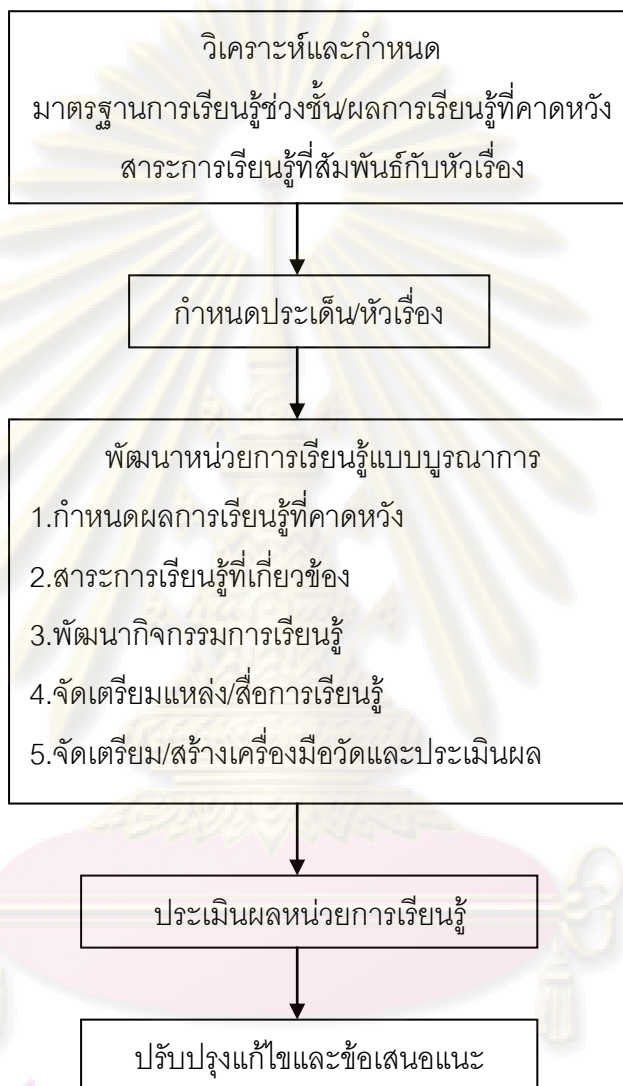 วิเคราะห์และกำหนด
มาตรฐานการเรียนรู้ช่วงชั้น/ผลการเรียนรู้ที่คาดหวัง
สาระการเรียนรู้ที่สัมพันธ์กับหัวเรื่อง
กำหนดประเด็น/หัวเรื่อง
พัฒนาหน่วยการเรียนรู้แบบบูรณาการ
1.กำหนดผลการเรียนรู้ที่คาดหวัง
2.สาระการเรียนรู้ที่เกี่ยวข้อง
3.พัฒนากิจกรรมการเรียนรู้
4.จัดเตรียมแหล่ง/สื่อการเรียนรู้
5.จัดเตรียม/สร้างเครื่องมือวัดและประเมินผล
ประเมินผลหน่วยการเรียนรู้
ปรับปรุงแก้ไขและข้อเสนอแนะ